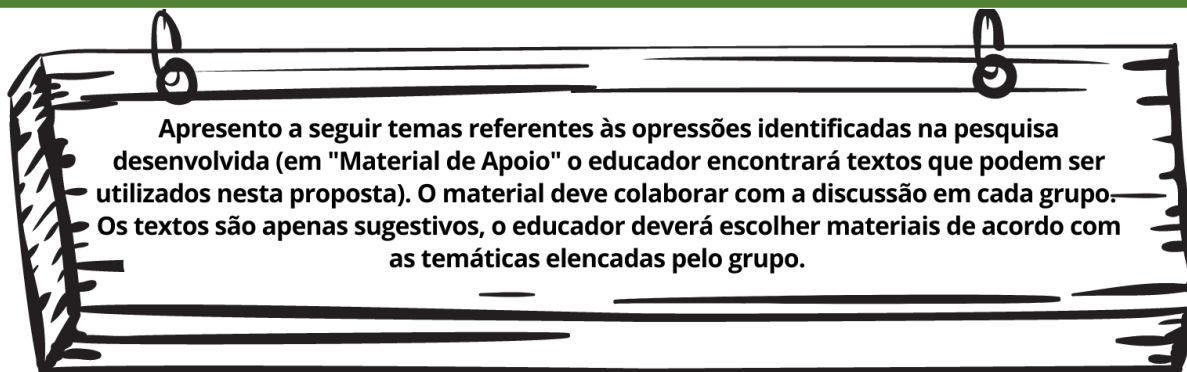 Apresento a seguir temas referentes às opressões identificadas na pesquisa
desenvolvida (em "Material de Apoio" o educador encontrará textos que podem ser
utilizados nesta proposta). O material deve colaborar com a discussão em cada grupo.
Os textos são apenas sugestivos, o educador deverá escolher materiais de acordo com
as temáticas elencadas pelo grupo.